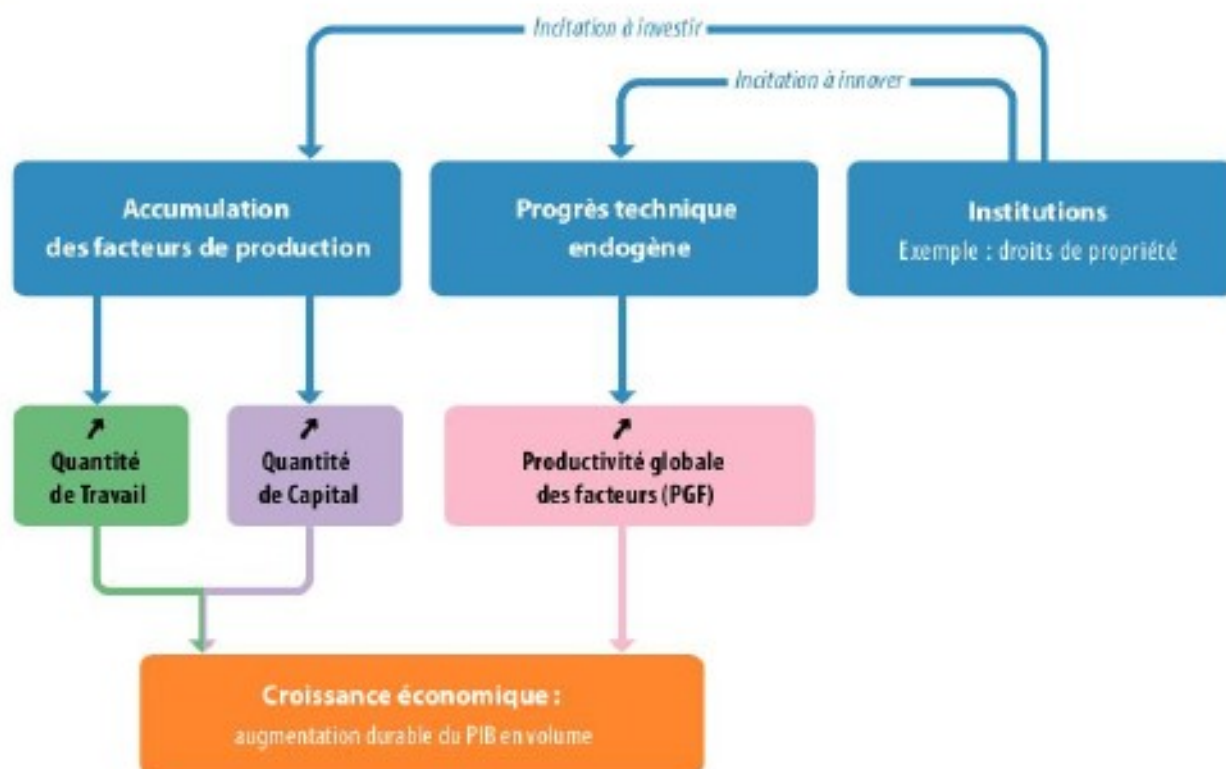 Incitation à investir
Incitation à innover
Accumulation
des facteurs de production
Progrès technique
endogène
Institutions
Exemple : droits de propriété
Quantité
de Travail
Quantité
de Capital
Productivité globale
des facteurs (PGF)
Croissance économique :
augmentation durable du PIB en volume